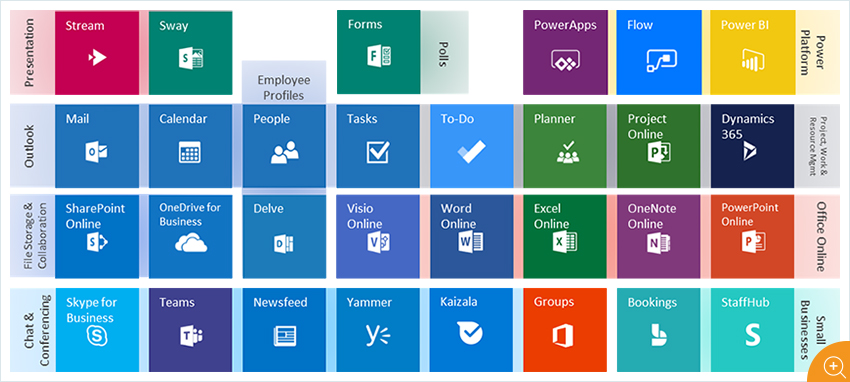 Presentation
Stream
Sway
Forms
Polls
PowerApps
Flow
Power BI
Power
Platform
Employee
Profiles
Outlook
Mail
Calendar
People
Tasks
To-Do
Planner
Project
Online
Dynamics
365
Project, Work &
Resource Mgmt
File Storage &
Collaboration
SharePoint
Online
OneDrive for
Business
Delve
Visio
Online
Word
Online
Excel
Online
OneNote
Online
PowerPoint
Online
Office Online
Chat &
Conferencing
Skype for
Business
Teams
Newsfeed
Yammer
Kaizala
Groups
Bookings
StaffHub
Small
Businesses